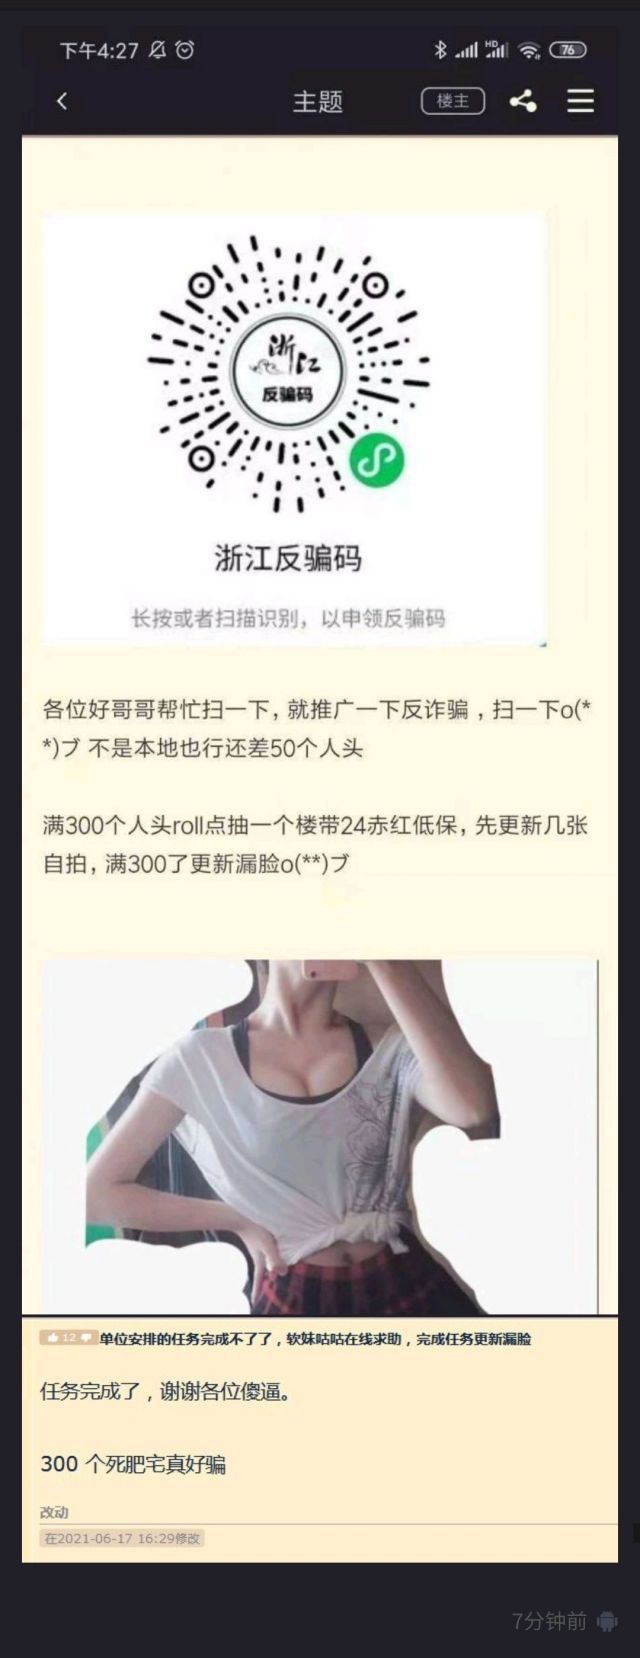 下午4:27
HD
76
主题
楼主
浙江
反骗码
浙江反骗码
长按或者扫描识别，以申领反骗码
各位好哥哥帮忙扫一下，就推广一下反诈骗 ，扫一下o(*
*)ブ 不是本地也行还差50个人头
满300个人头roll点抽一个楼带24赤红低保，先更新几张
自拍，满300了更新漏脸o(**)ブ
12 单位安排的任务完成不了了，软妹咕咕在线求助，完成任务更新漏脸
任务完成了，谢谢各位傻逼。
300 个死肥宅真好骗
改动
在2021-06-17 16:29修改
7分钟前